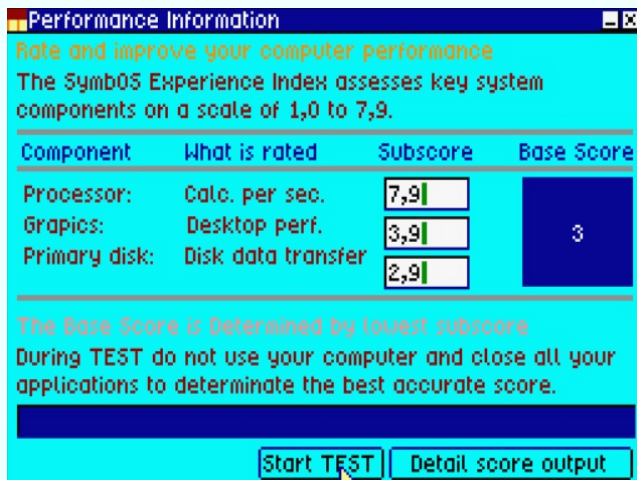 Performance Information
Rate and improve your computer performance
The SymbOS Experience Index assesses key system
components on a scale of 1,0 to 7,9.
Component What is rated Subscore Base Score
Processor: Calc. per sec. 7,9
Grapics: Desktop perf. 3,9
3
Primary disk: Disk data transfer 2,9
The Base Score is Determined by lowest subscore
During TEST do not use your computer and close all your
applications to determinate the best accurate score.
Start TEST Detail score output